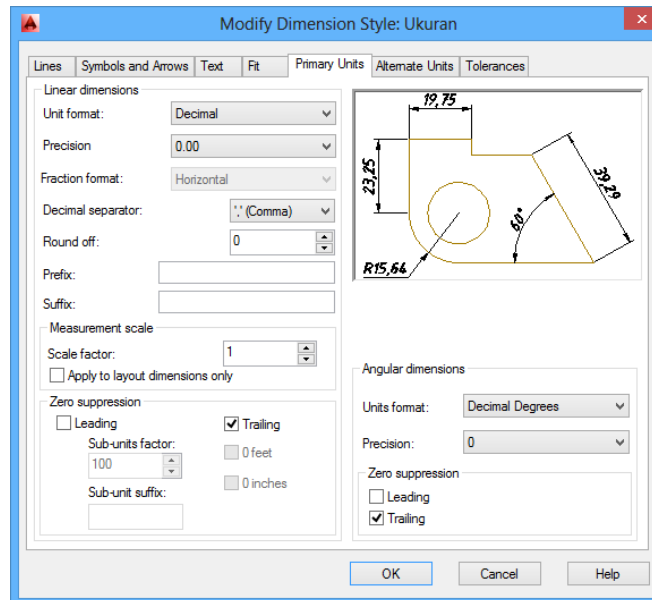 Modify Dimension Style: Ukuran
Lines Symbols and Arrows Text Fit Primary Units Alternate Units Tolerances
Linear dimensions
Unit format: Decimal
Precision 0.00
Fraction format: Horizontal
Decimal separator: ',' (Comma)
Round off: 0
Prefix:
Suffix:
Measurement scale
Scale factor: 1
Apply to layout dimensions only
Zero suppression
Leading
Trailing
Sub-units factor:
100
0 feet
Sub-unit suffix:
0 inches
19,75
23,25
39,29
60°
R15,64
Angular dimensions
Units format: Decimal Degrees
Precision: 0
Zero suppression
Leading
Trailing
OK Cancel Help